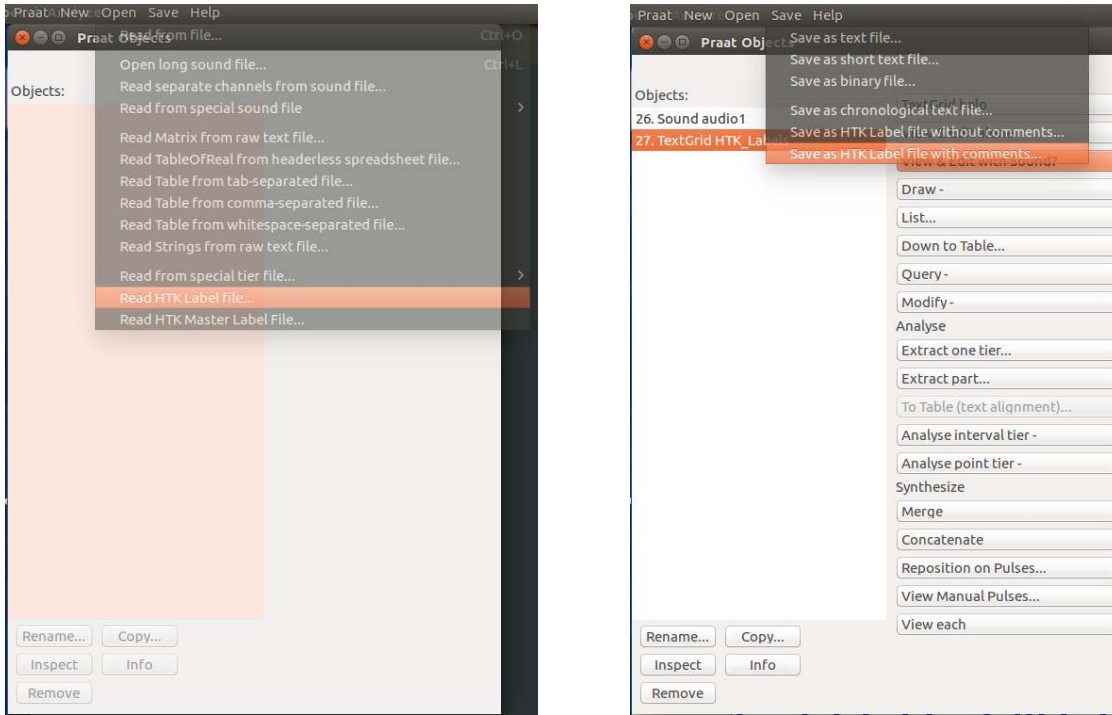 Praat New Open Save Help
Praat Objects
Read from file... Ctrl+O
Open long sound file... Ctrl+L
Read separate channels from sound file...
Read from special sound file
Read Matrix from raw text file...
Read TableOfReal from headerless spreadsheet file...
Read Table from tab-separated file...
Read Table from comma-separated file...
Read Table from whitespace-separated file...
Read Strings from raw text file...
Read from special tier file...
Read HTK Label file...
Read HTK Master Label File...
Objects:
Rename... Copy...
Inspect Info
Remove
Praat New Open Save Help
Praat Objects
Save as text file...
Save as short text file...
Save as binary file...
Save as chronological text file...
Save as HTK Label file without comments...
Save as HTK Label file with comments...
Objects:
26. Sound audio1
27. TextGrid HTK_Labels
TextGrid help
View & Edit with Sound?
Draw -
List...
Down to Table...
Query -
Modify -
Analyse
Extract one tier...
Extract part...
To Table (text alignment)...
Analyse interval tier -
Analyse point tier -
Synthesize
Merge
Concatenate
Reposition on Pulses...
View Manual Pulses...
View each
Rename... Copy...
Inspect Info
Remove